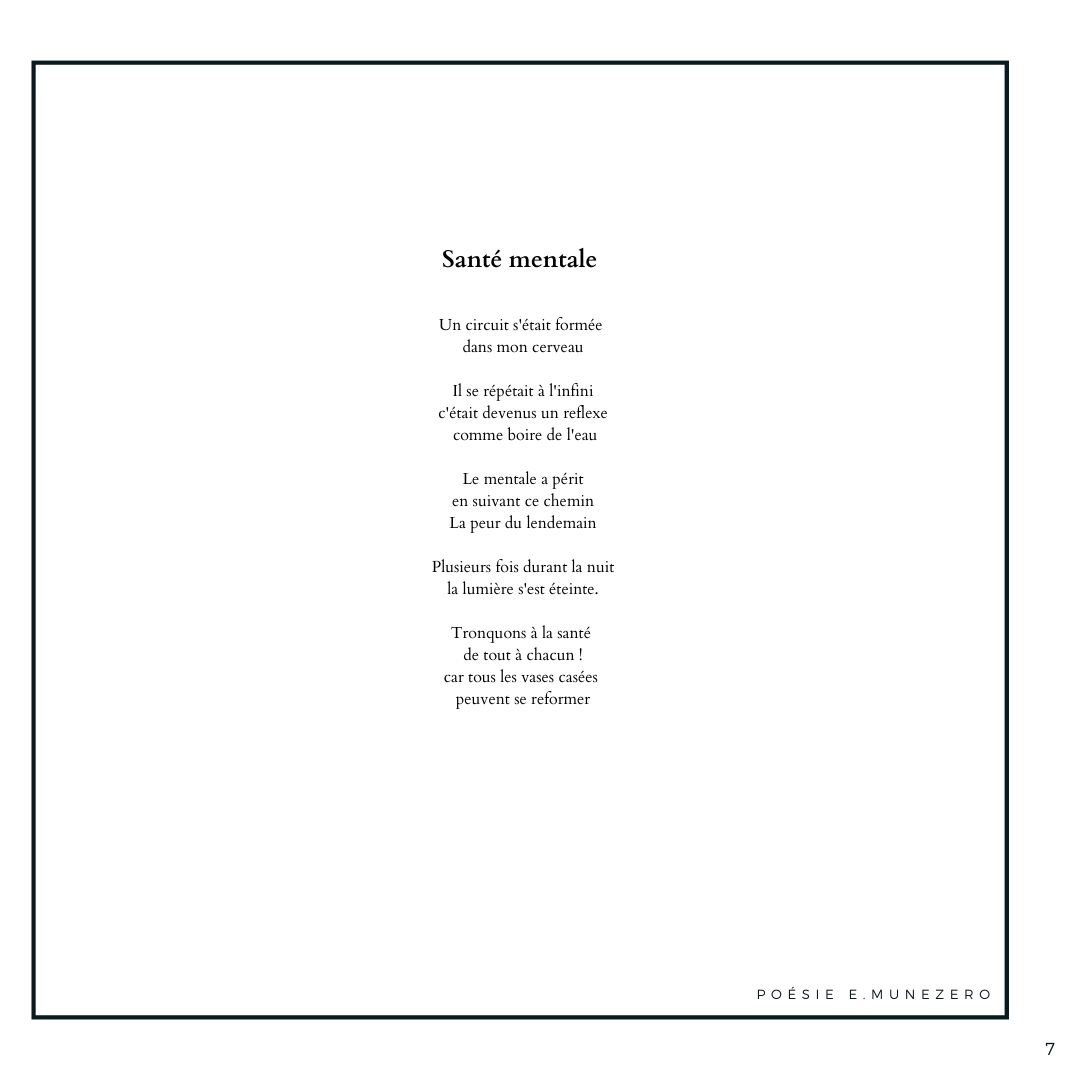 Santé mentale
Un circuit s'était formée
dans mon cerveau
Il se répétait à l'infini
c'était devenus un reflexe
comme boire de l'eau
Le mentale a périt
en suivant ce chemin
La peur du lendemain
Plusieurs fois durant la nuit
la lumière s'est éteinte.
Tronquons à la santé
de tout à chacun !
car tous les vases casées
peuvent se reformer
POÉSIE E.MUNEZERO
7